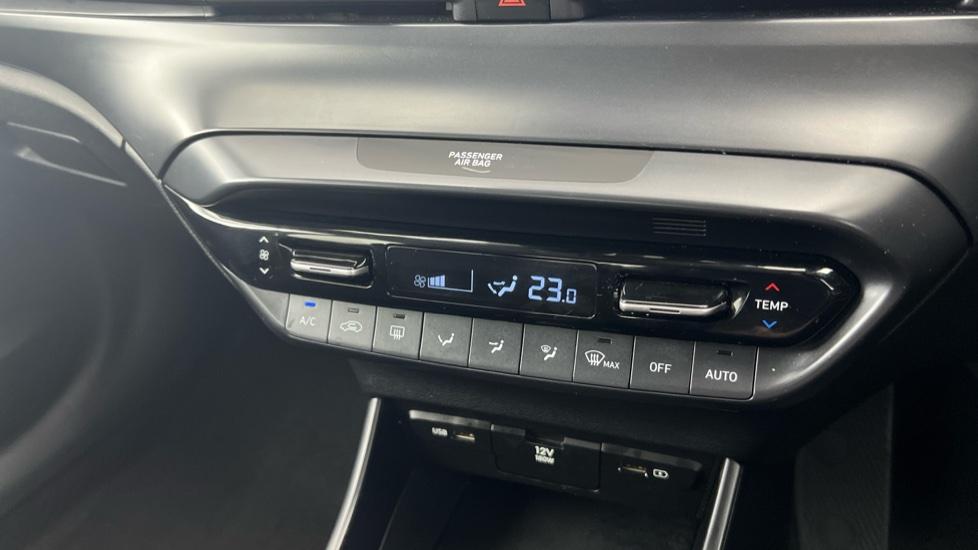 PASSENGER
AIR BAG
23.0
TEMP
A/C
MAX
OFF
AUTO
USB
12V
180W